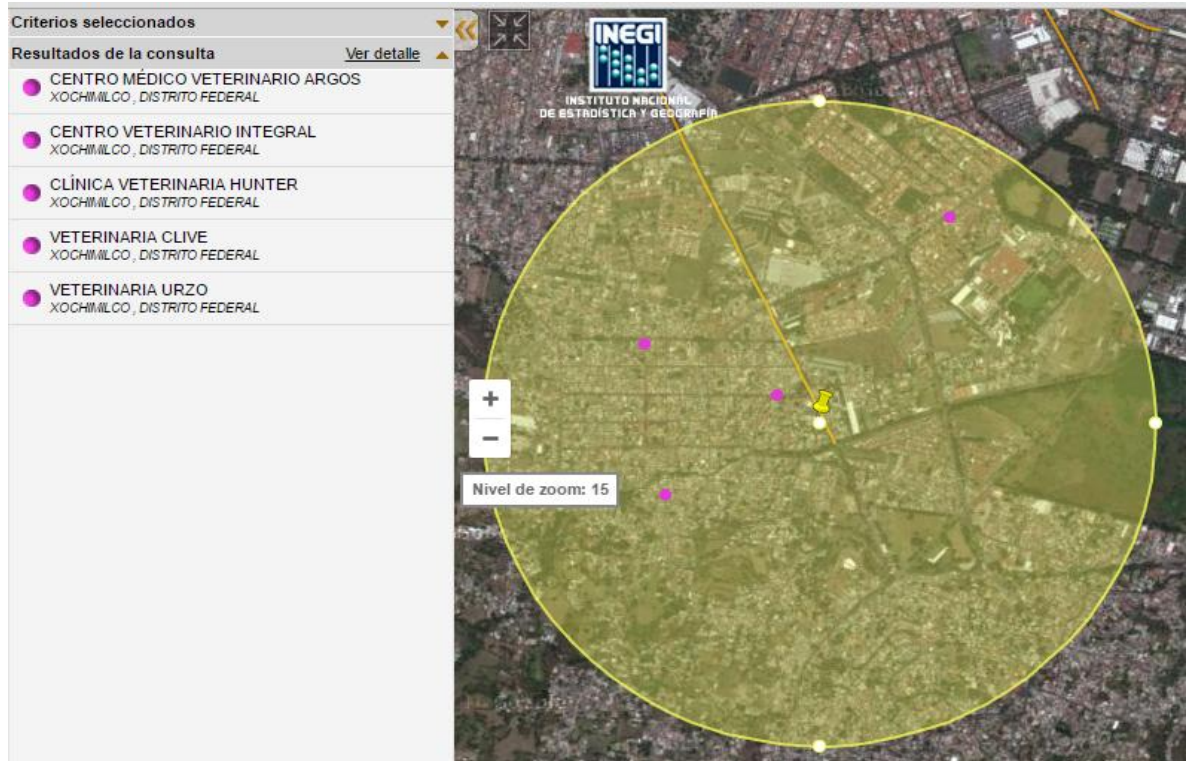 Criterios seleccionados
Resultados de la consulta Ver detalle
CENTRO MÉDICO VETERINARIO ARGOS
XOCHIMILCO , DISTRITO FEDERAL
CENTRO VETERINARIO INTEGRAL
XOCHIMILCO , DISTRITO FEDERAL
CLÍNICA VETERINARIA HUNTER
XOCHIMILCO , DISTRITO FEDERAL
VETERINARIA CLIVE
XOCHIMILCO , DISTRITO FEDERAL
VETERINARIA URZO
XOCHIMILCO , DISTRITO FEDERAL
INEGI
INSTITUTO NACIONAL
DE ESTADÍSTICA Y GEOGRAFÍA
+
−
Nivel de zoom: 15